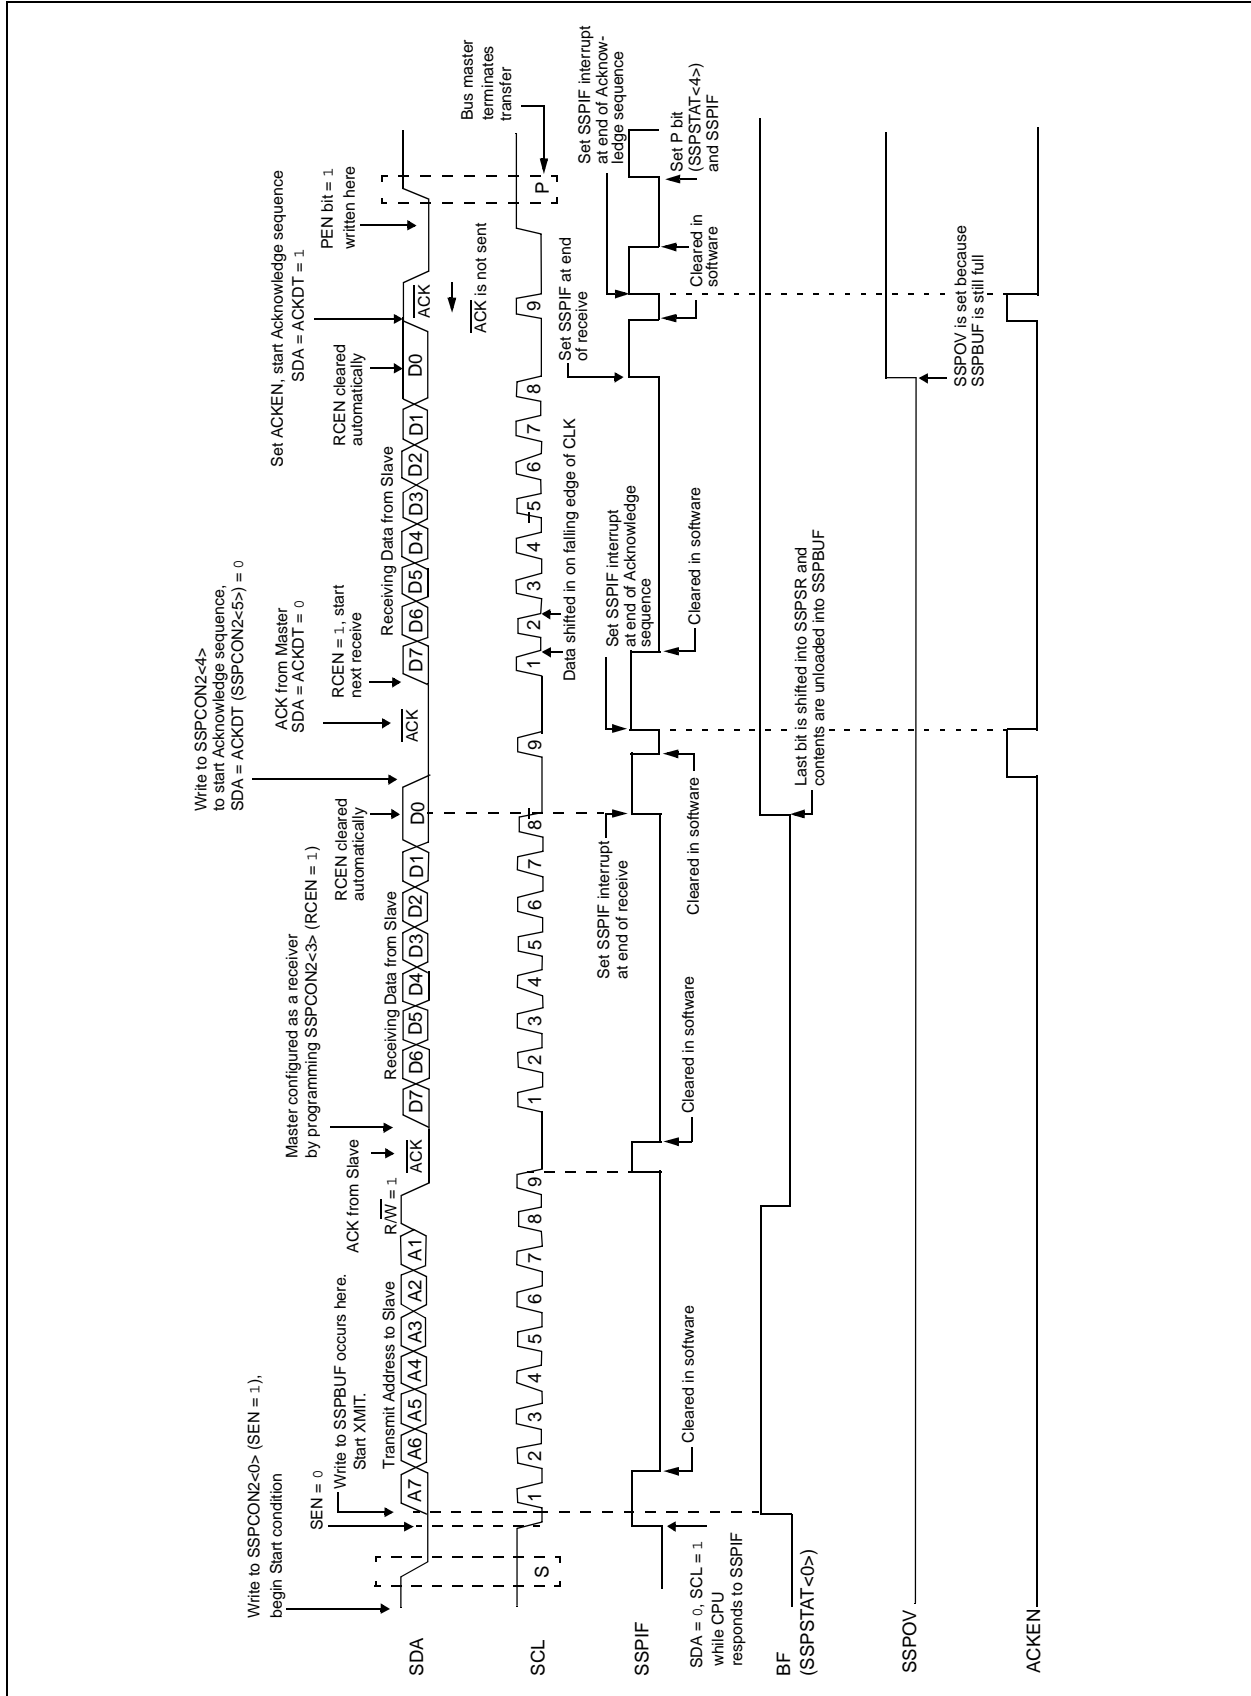 Write to SSPCON2<0> (SEN = 1),
begin Start condition
SEN = 0
Write to SSPBUF occurs here.
Start XMIT.
Transmit Address to Slave
R/W = 1
ACK from Slave
Master configured as a receiver
by programming SSPCON2<3> (RCEN = 1)
Receiving Data from Slave
RCEN cleared
automatically
Write to SSPCON2<4>
to start Acknowledge sequence,
SDA = ACKDT (SSPCON2<5>) = 0
ACK from Master
SDA = ACKDT = 0
RCEN = 1, start
next receive
Receiving Data from Slave
RCEN cleared
automatically
Set ACKEN, start Acknowledge sequence
SDA = ACKDT = 1
PEN bit = 1
written here
SDA
A7 A6 A5 A4 A3 A2 A1
ACK
D7 D6 D5 D4 D3 D2 D1 D0
ACK
D7 D6 D5 D4 D3 D2 D1 D0
ACK
ACK is not sent
Bus master
terminates
transfer
SCL
S
1 2 3 4 5 6 7 8 9
1 2 3 4 5 6 7 8 9
1 2 3 4 5 6 7 8 9
P
Data shifted in on falling edge of CLK
Set SSPIF interrupt
at end of receive
Set SSPIF interrupt
at end of Acknowledge
sequence
Set SSPIF at end
of receive
Set SSPIF interrupt
at end of Acknow-
ledge sequence
SSPIF
SDA = 0, SCL = 1
while CPU
responds to SSPIF
Cleared in software
Cleared in software
Cleared in software
Cleared in software
Cleared in
software
Set P bit
(SSPSTAT<4>)
and SSPIF
BF
(SSPSTAT<0>)
Last bit is shifted into SSPSR and
contents are unloaded into SSPBUF
SSPOV
SSPOV is set because
SSPBUF is still full
ACKEN